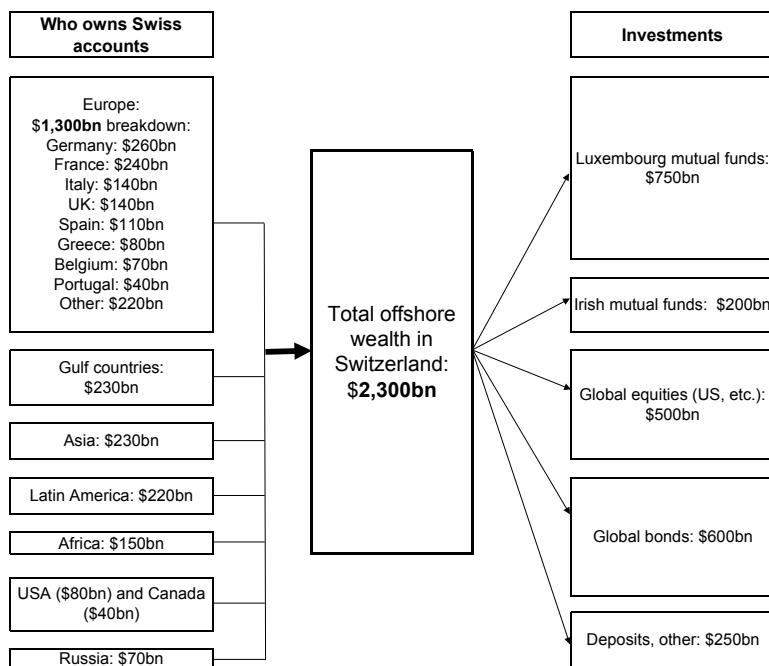 Who owns Swiss
accounts
Europe:
$1,300bn breakdown:
Germany: $260bn
France: $240bn
Italy: $140bn
UK: $140bn
Spain: $110bn
Greece: $80bn
Belgium: $70bn
Portugal: $40bn
Other: $220bn
Gulf countries:
$230bn
Asia: $230bn
Latin America: $220bn
Africa: $150bn
USA ($80bn) and Canada
($40bn)
Russia: $70bn
Total offshore
wealth in
Switzerland:
$2,300bn
Investments
Luxembourg mutual funds:
$750bn
Irish mutual funds: $200bn
Global equities (US, etc.):
$500bn
Global bonds: $600bn
Deposits, other: $250bn